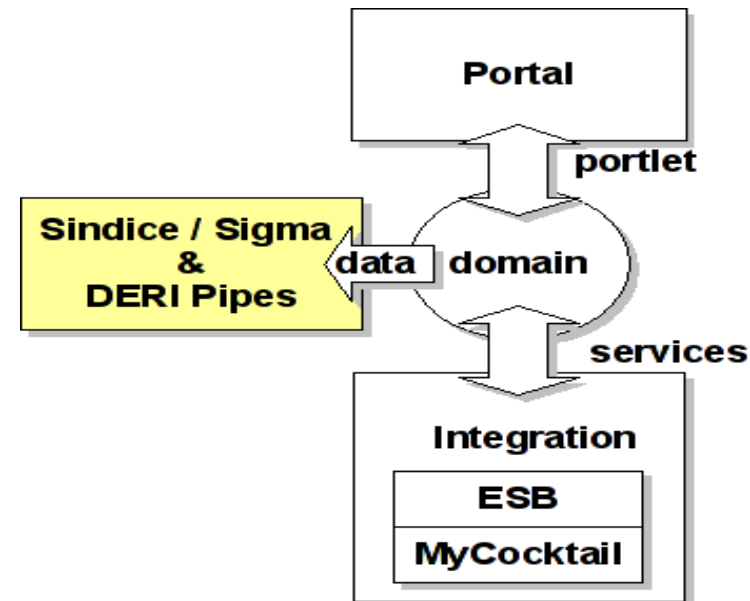 Portal
portlet
Sindice / Sigma
&
DERI Pipes
data
domain
services
Integration
ESB
MyCocktail